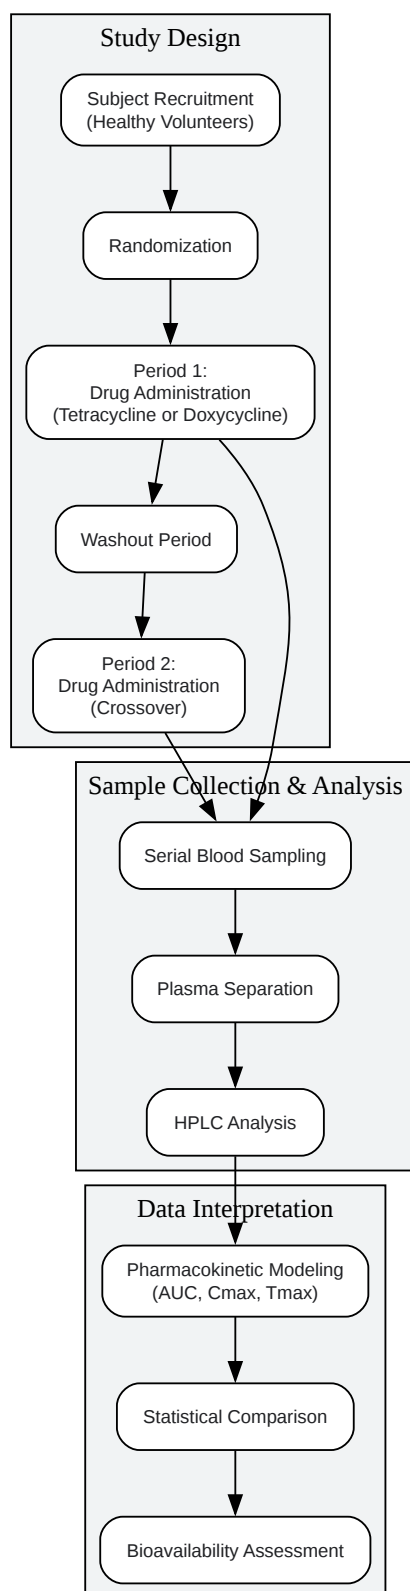 Study Design
Subject Recruitment
(Healthy Volunteers)
Randomization
Period 1:
Drug Administration
(Tetracycline or Doxycycline)
Washout Period
Period 2:
Drug Administration
(Crossover)
Sample Collection & Analysis
Serial Blood Sampling
Plasma Separation
HPLC Analysis
Data Interpretation
Pharmacokinetic Modeling
(AUC, Cmax, Tmax)
Statistical Comparison
Bioavailability Assessment